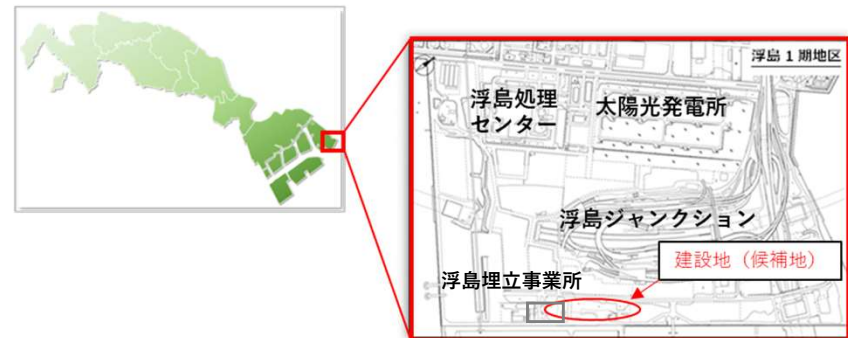 浮島1期地区
浮島処理
センター
太陽光発電所
浮島ジャンクション
建設地（候補地）
浮島埋立事業所